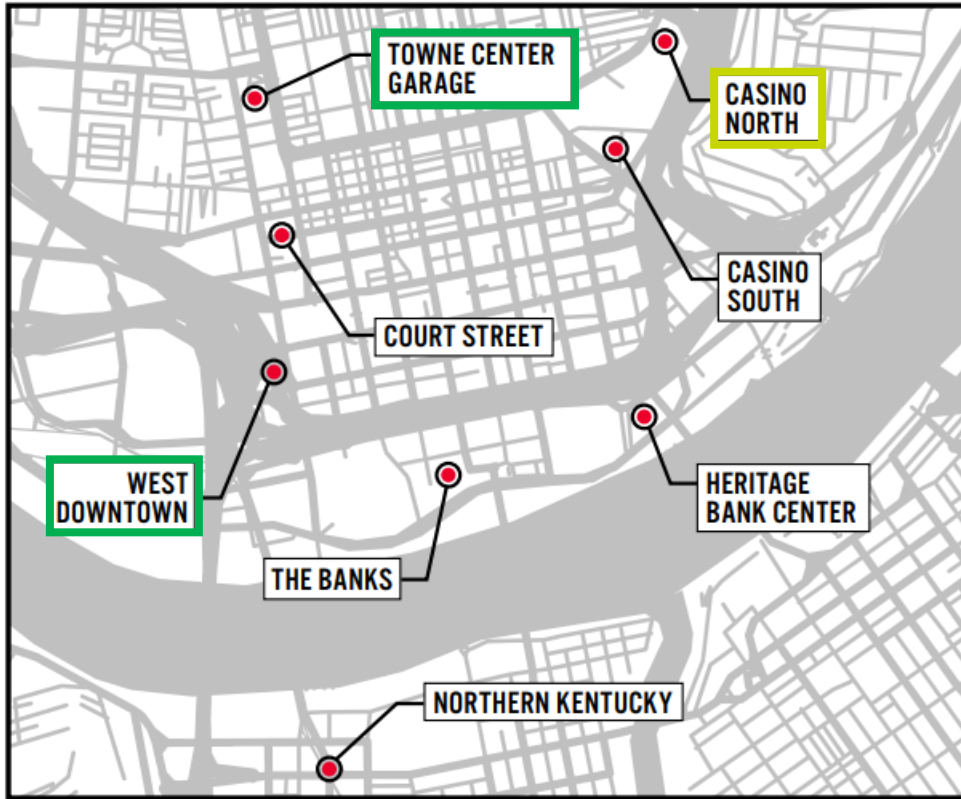 TOWNE CENTER
GARAGE
CASINO
NORTH
CASINO
SOUTH
COURT STREET
WEST
DOWNTOWN
HERITAGE
BANK CENTER
THE BANKS
NORTHERN KENTUCKY